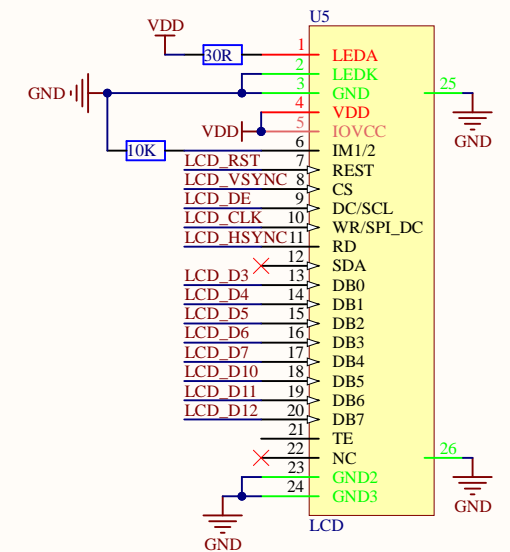 U5
VDD
30R
1 LEDA
2 LEDK
GND
3 GND
25
4 VDD
VDD
5 IOVCC
GND
10K
6 IM1/2
LCD_RST 7 REST
LCD_VSYNC 8 CS
LCD_DE 9 DC/SCL
LCD_CLK 10 WR/SPI_DC
LCD_HSYNC 11 RD
12 SDA
LCD_D3 13 DB0
LCD_D4 14 DB1
LCD_D5 15 DB2
LCD_D6 16 DB3
LCD_D7 17 DB4
LCD_D10 18 DB5
LCD_D11 19 DB6
LCD_D12 20 DB7
21 TE
22 NC
26
23 GND2
24 GND3
GND
LCD
GND